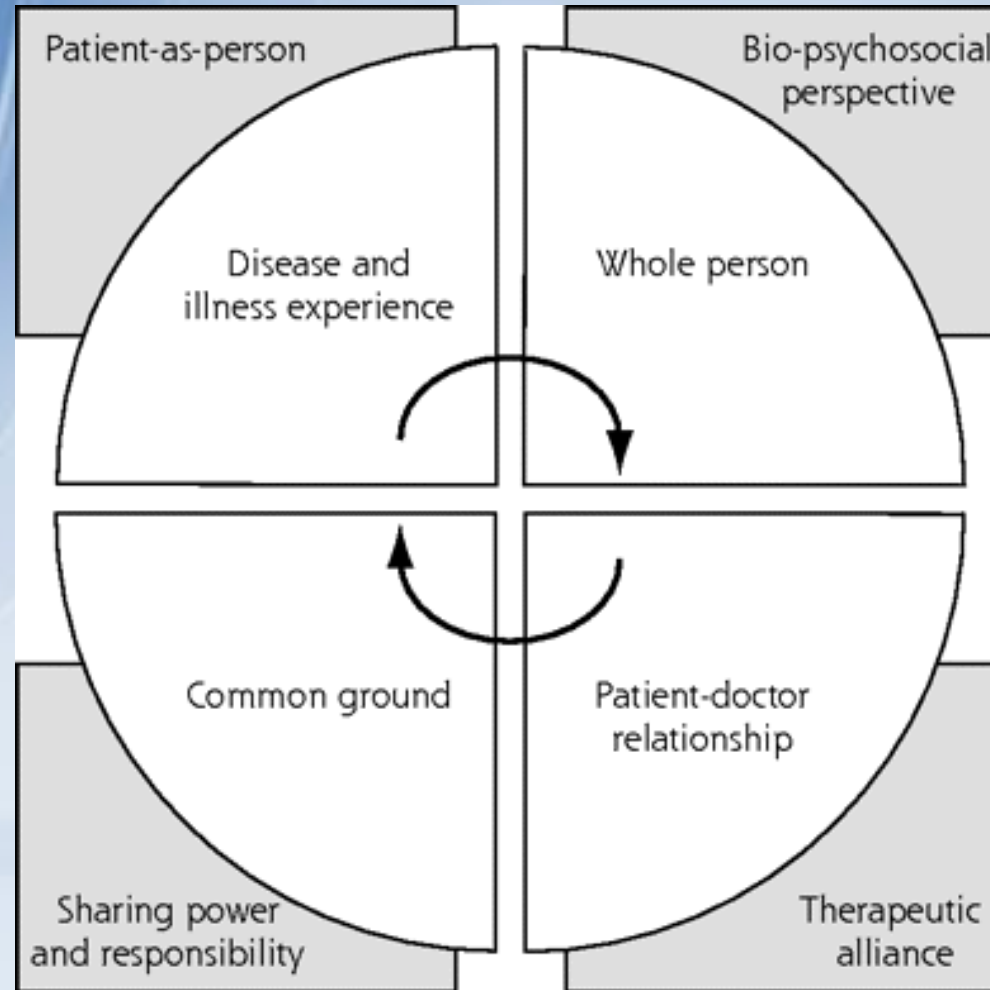 Patient-as-person
Bio-psychosocial
perspective
Disease and
illness experience
Whole person
Common ground
Patient-doctor
relationship
Sharing power
and responsibility
Therapeutic
alliance